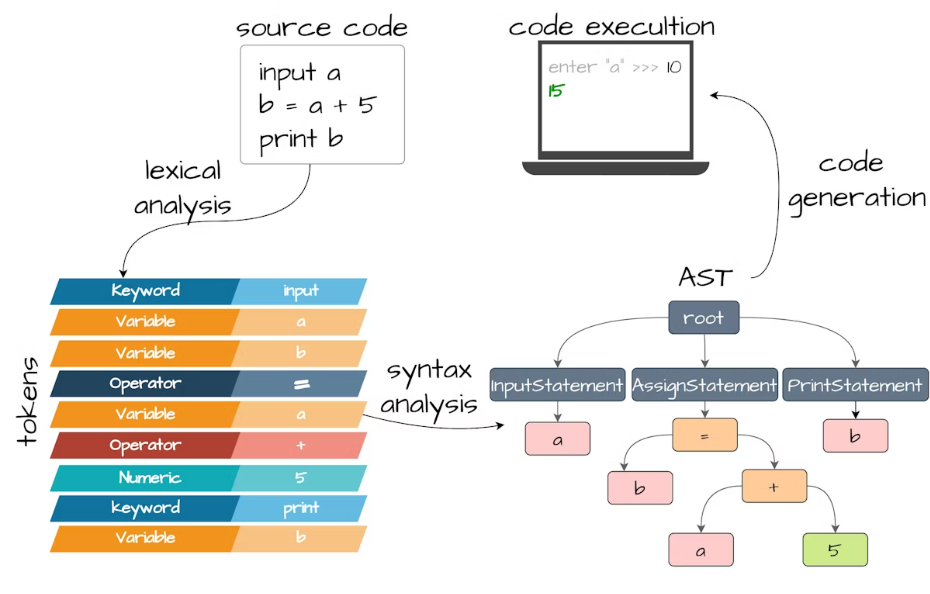 source code
input a
b = a + 5
print b
code execultion
enter "a" >>> 10
15
lexical
analysis
code
generation
tokens
Keyword input
Variable a
Variable b
Operator =
Variable a
Operator +
Numeric 5
keyword print
Variable b
syntax
analysis
AST
root
InputStatement AssignStatement PrintStatement
a = b
b +
a 5